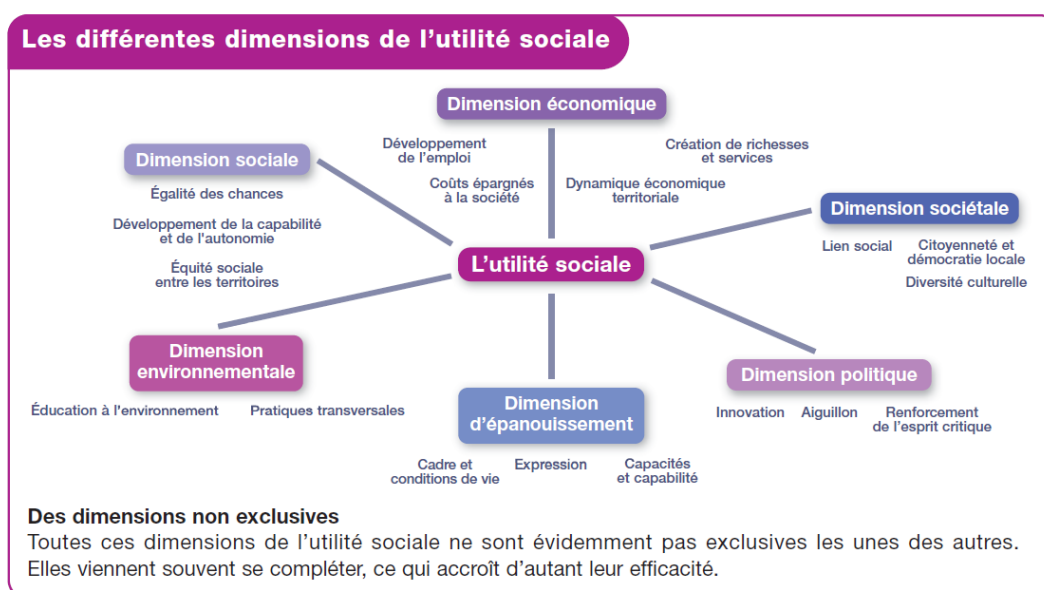 Les différentes dimensions de l'utilité sociale
Dimension économique
Développement
de l'emploi
Création de richesses
et services
Coûts épargnés
à la société
Dynamique économique
territoriale
Dimension sociale
Égalité des chances
Développement de la capabilité
et de l'autonomie
Équité sociale
entre les territoires
Dimension sociétale
Lien social
Citoyenneté et
démocratie locale
Diversité culturelle
L'utilité sociale
Dimension
environnementale
Éducation à l'environnement
Pratiques transversales
Dimension
d'épanouissement
Cadre et
conditions de vie
Expression
Capacités
et capabilité
Dimension politique
Innovation
Aiguillon
Renforcement
de l'esprit critique
Des dimensions non exclusives
Toutes ces dimensions de l'utilité sociale ne sont évidemment pas exclusives les unes des autres.
Elles viennent souvent se compléter, ce qui accroît d'autant leur efficacité.